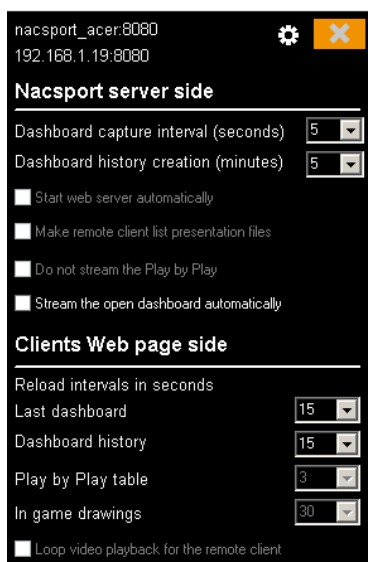 nacsport_acer:8080
192.168.1.19:8080
Nacsport server side
Dashboard capture interval (seconds) 5
Dashboard history creation (minutes) 5
Start web server automatically
Make remote client list presentation files
Do not stream the Play by Play
Stream the open dashboard automatically
Clients Web page side
Reload intervals in seconds
Last dashboard 15
Dashboard history 15
Play by Play table 3
In game drawings 30
Loop video playback for the remote client